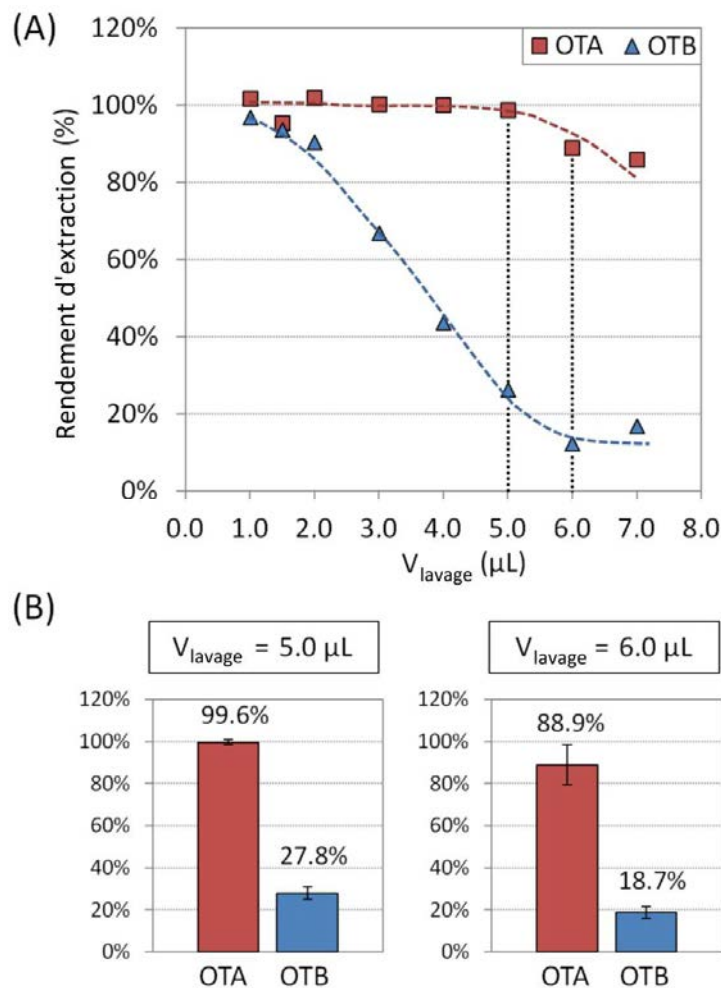 (A)
120%
OTA OTB
100%
80%
60%
40%
20%
0%
Rendement d'extraction (%)
0.0 1.0 2.0 3.0 4.0 5.0 6.0 7.0 8.0
Vlavage (µL)
(B)
Vlavage = 5.0 µL
120%
99.6%
100%
80%
60%
40%
27.8%
20%
0%
OTA OTB
Vlavage = 6.0 µL
120%
88.9%
100%
80%
60%
40%
18.7%
20%
0%
OTA OTB